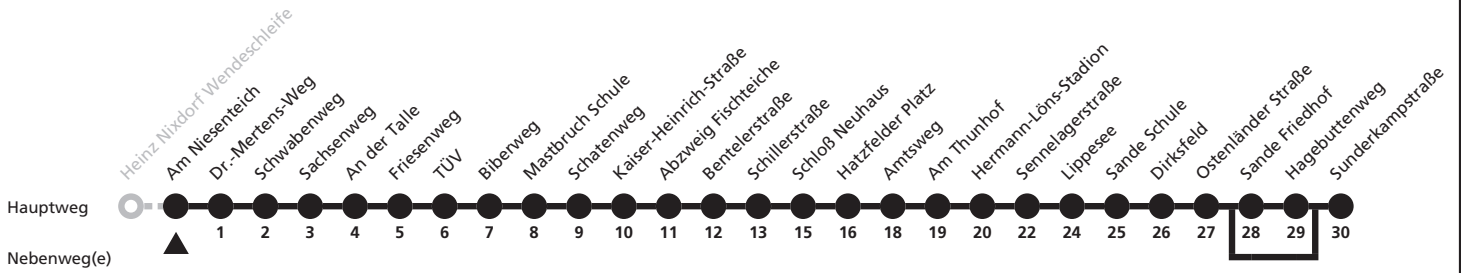 Heinz Nixdorf Wendeschleife
Am Niesenteich
Dr.-Mertens-Weg
Schwabenweg
Sachsenweg
An der Talle
Friesenweg
TÜV
Biberweg
Mastbruch Schule
Schatenweg
Kaiser-Heinrich-Straße
Abzweig Fischteiche
Bentelerstraße
Schillerstraße
Schloß Neuhaus
Hatzfelder Platz
Amtsweg
Am Thunhof
Hermann-Löns-Stadion
Sennelagerstraße
Lippesee
Sande Schule
Dirksfeld
Ostenländer Straße
Sande Friedhof
Hagebuttenweg
Sunderkampstraße
Hauptweg
1 2 3 4 5 6 7 8 9 10 11 12 13 15 16 18 19 20 22 24 25 26 27 28 29 30
Nebenweg(e)